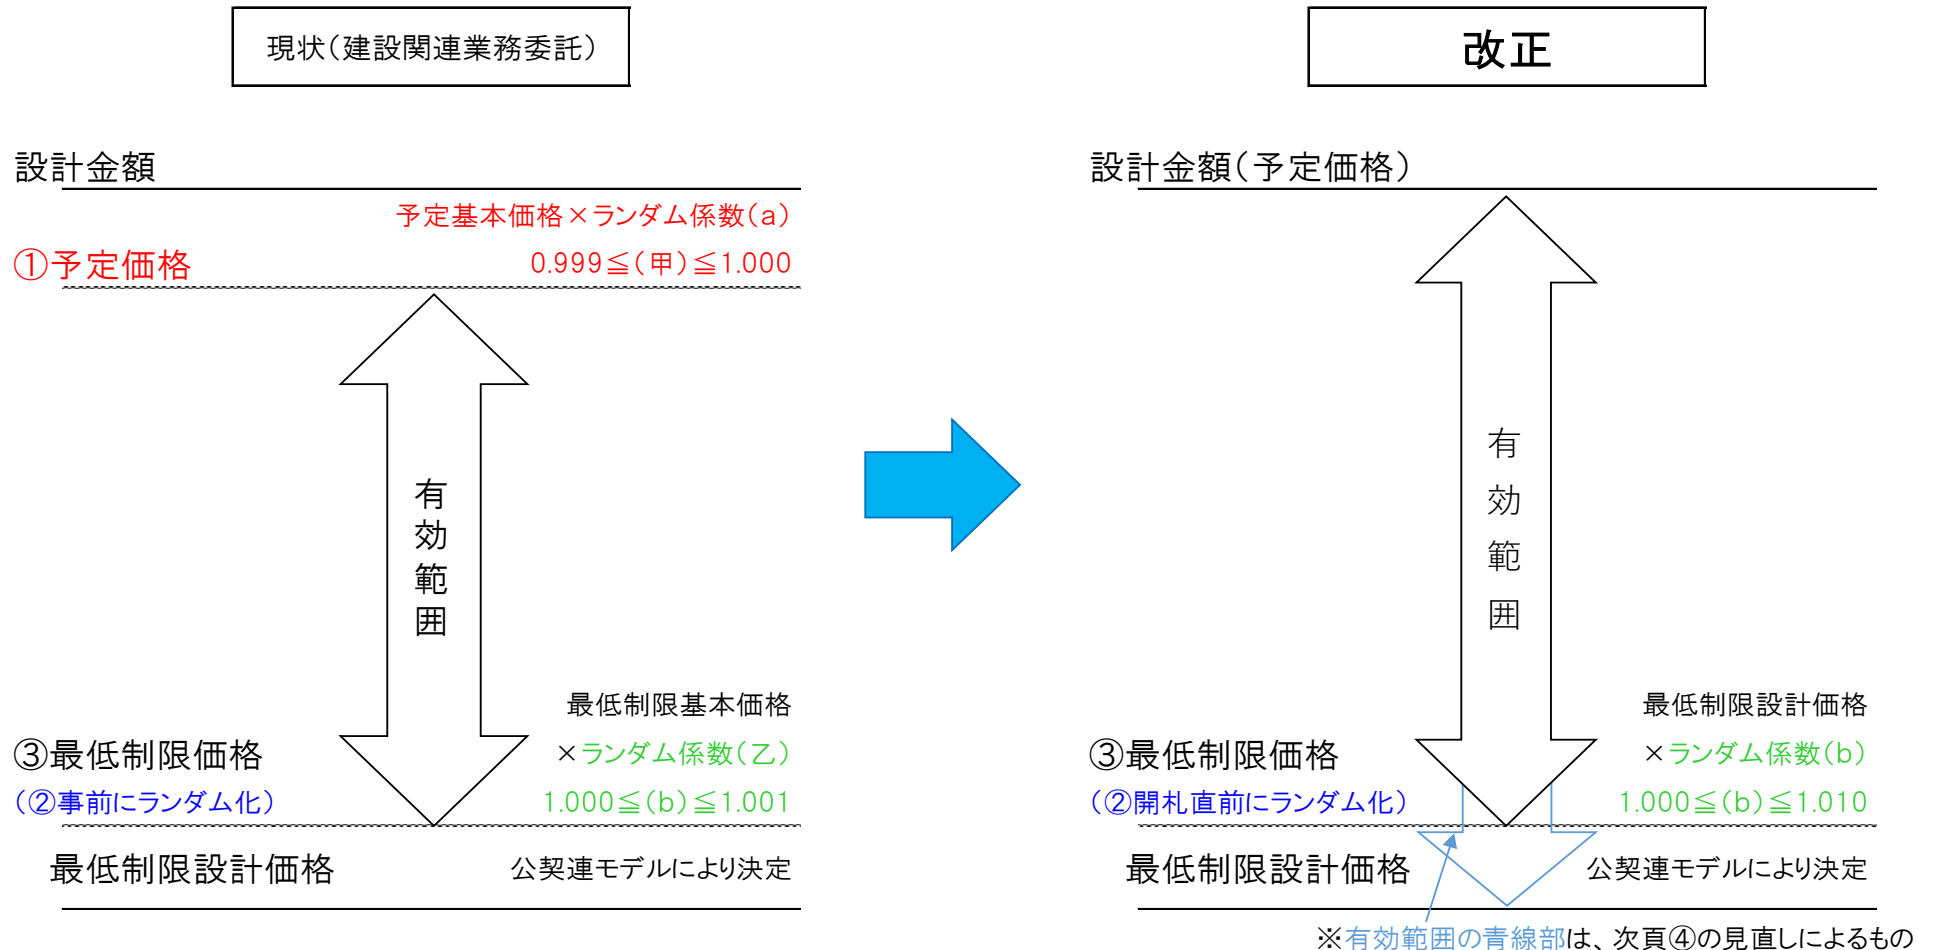 現状（建設関連業務委託）
設計金額
予定基本価格×ランダム係数（ａ）
①予定価格
0.999≦（甲）≦1.000
有効範囲
最低制限基本価格
③最低制限価格
×ランダム係数（乙）
（②事前にランダム化）
1.000≦（ｂ）≦1.001
最低制限設計価格
公契連モデルにより決定
改正
設計金額（予定価格）
有効範囲
最低制限設計価格
③最低制限価格
×ランダム係数（ｂ）
（②開札直前にランダム化）
1.000≦（ｂ）≦1.010
最低制限設計価格
公契連モデルにより決定
※有効範囲の青線部は、次頁④の見直しによるもの